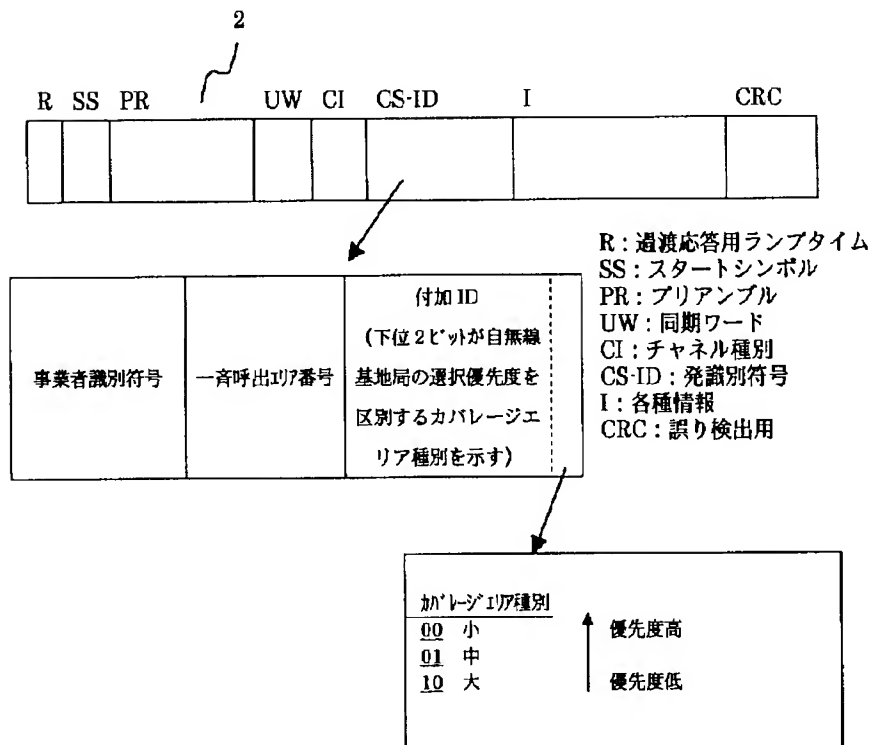 2
R SS PR UW CI CS-ID I CRC
R：過渡応答用ランプタイム
SS：スタートシンボル
PR：プリアンブル
UW：同期ワード
CI：チャネル種別
CS-ID：発識別符号
I：各種情報
CRC：誤り検出用
事業者識別符号
一斉呼出エリア番号
付加 ID
(下位２ビットが自無線
基地局の選択優先度を
区別するカバレージエ
リア種別を示す)
カバレージエリア種別
00 小 優先度高
01 中
10 大 優先度低